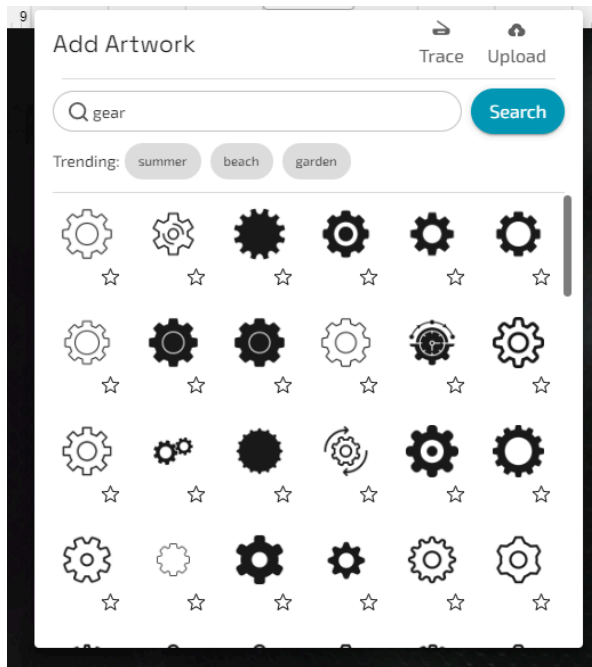 9
Add Artwork
Trace
Upload
gear
Search
Trending:
summer
beach
garden